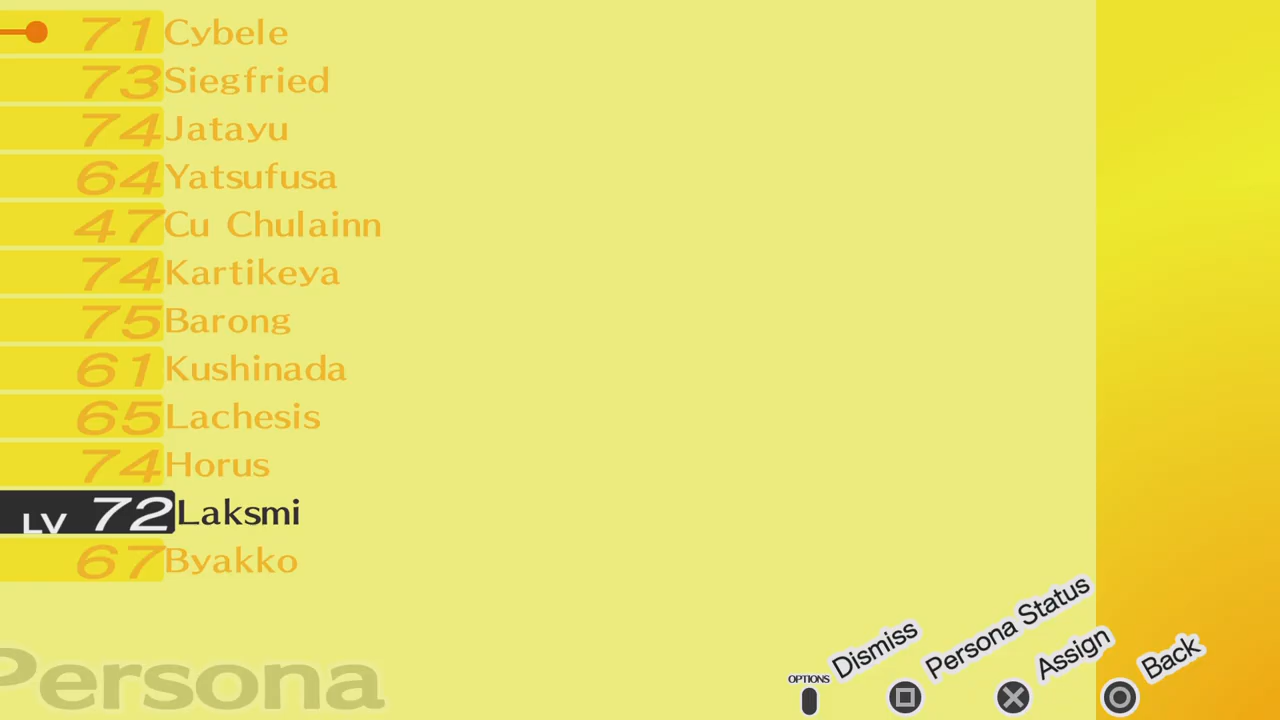 71 Cybele
73 Siegfried
74 Jatayu
64 Yatsufusa
47 Cu Chulainn
74 Kartikeya
75 Barong
61 Kushinada
65 Lachesis
74 Horus
LV 72 Laksmi
67 Byakko
Persona
OPTIONS Dismiss
Persona Status
Assign
Back